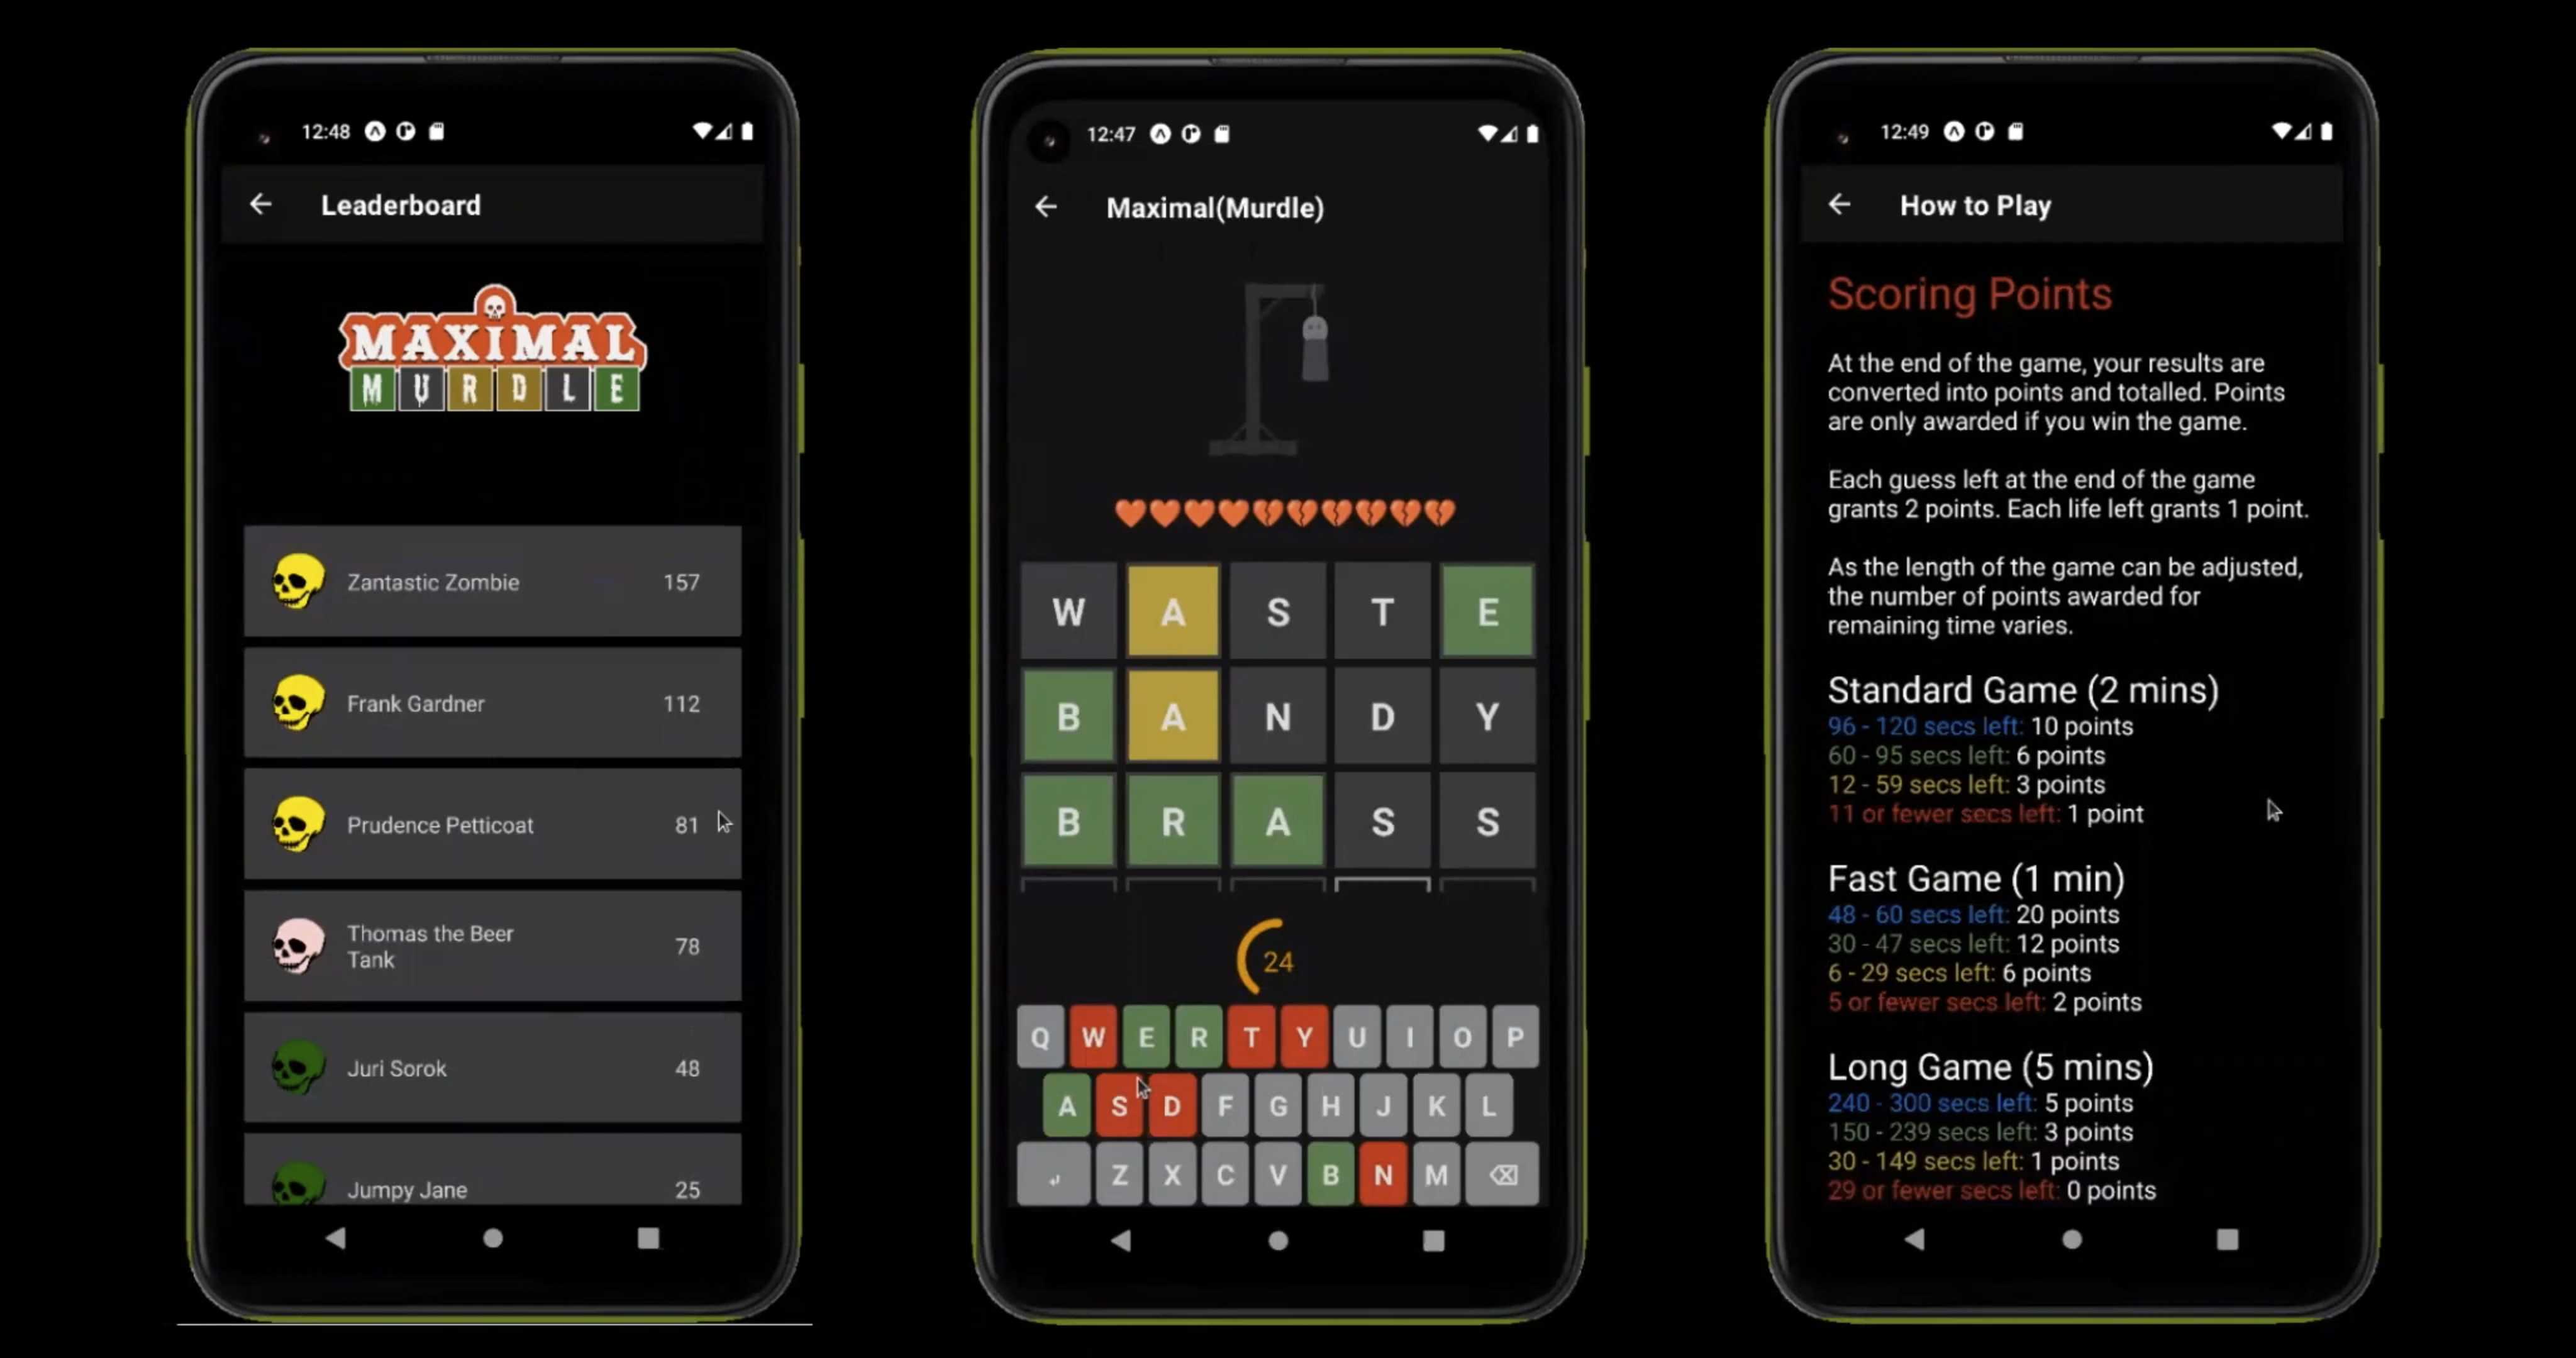 12:48
Leaderboard
MAXIMAL
MURDLE
Zantastic Zombie 157
Frank Gardner 112
Prudence Petticoat 81
Thomas the Beer
Tank 78
Juri Sorok 48
Jumpy Jane 25
12:47
Maximal(Murdle)
W A S T E
B A N D Y
B R A S S
24
Q W E R T Y U I O P
A S D F G H J K L
Z X C V B N M
12:49
How to Play
Scoring Points
At the end of the game, your results are
converted into points and totalled. Points
are only awarded if you win the game.
Each guess left at the end of the game
grants 2 points. Each life left grants 1 point.
As the length of the game can be adjusted,
the number of points awarded for
remaining time varies.
Standard Game (2 mins)
96 - 120 secs left: 10 points
60 - 95 secs left: 6 points
12 - 59 secs left: 3 points
11 or fewer secs left: 1 point
Fast Game (1 min)
48 - 60 secs left: 20 points
30 - 47 secs left: 12 points
6 - 29 secs left: 6 points
5 or fewer secs left: 2 points
Long Game (5 mins)
240 - 300 secs left: 5 points
150 - 239 secs left: 3 points
30 - 149 secs left: 1 points
29 or fewer secs left: 0 points